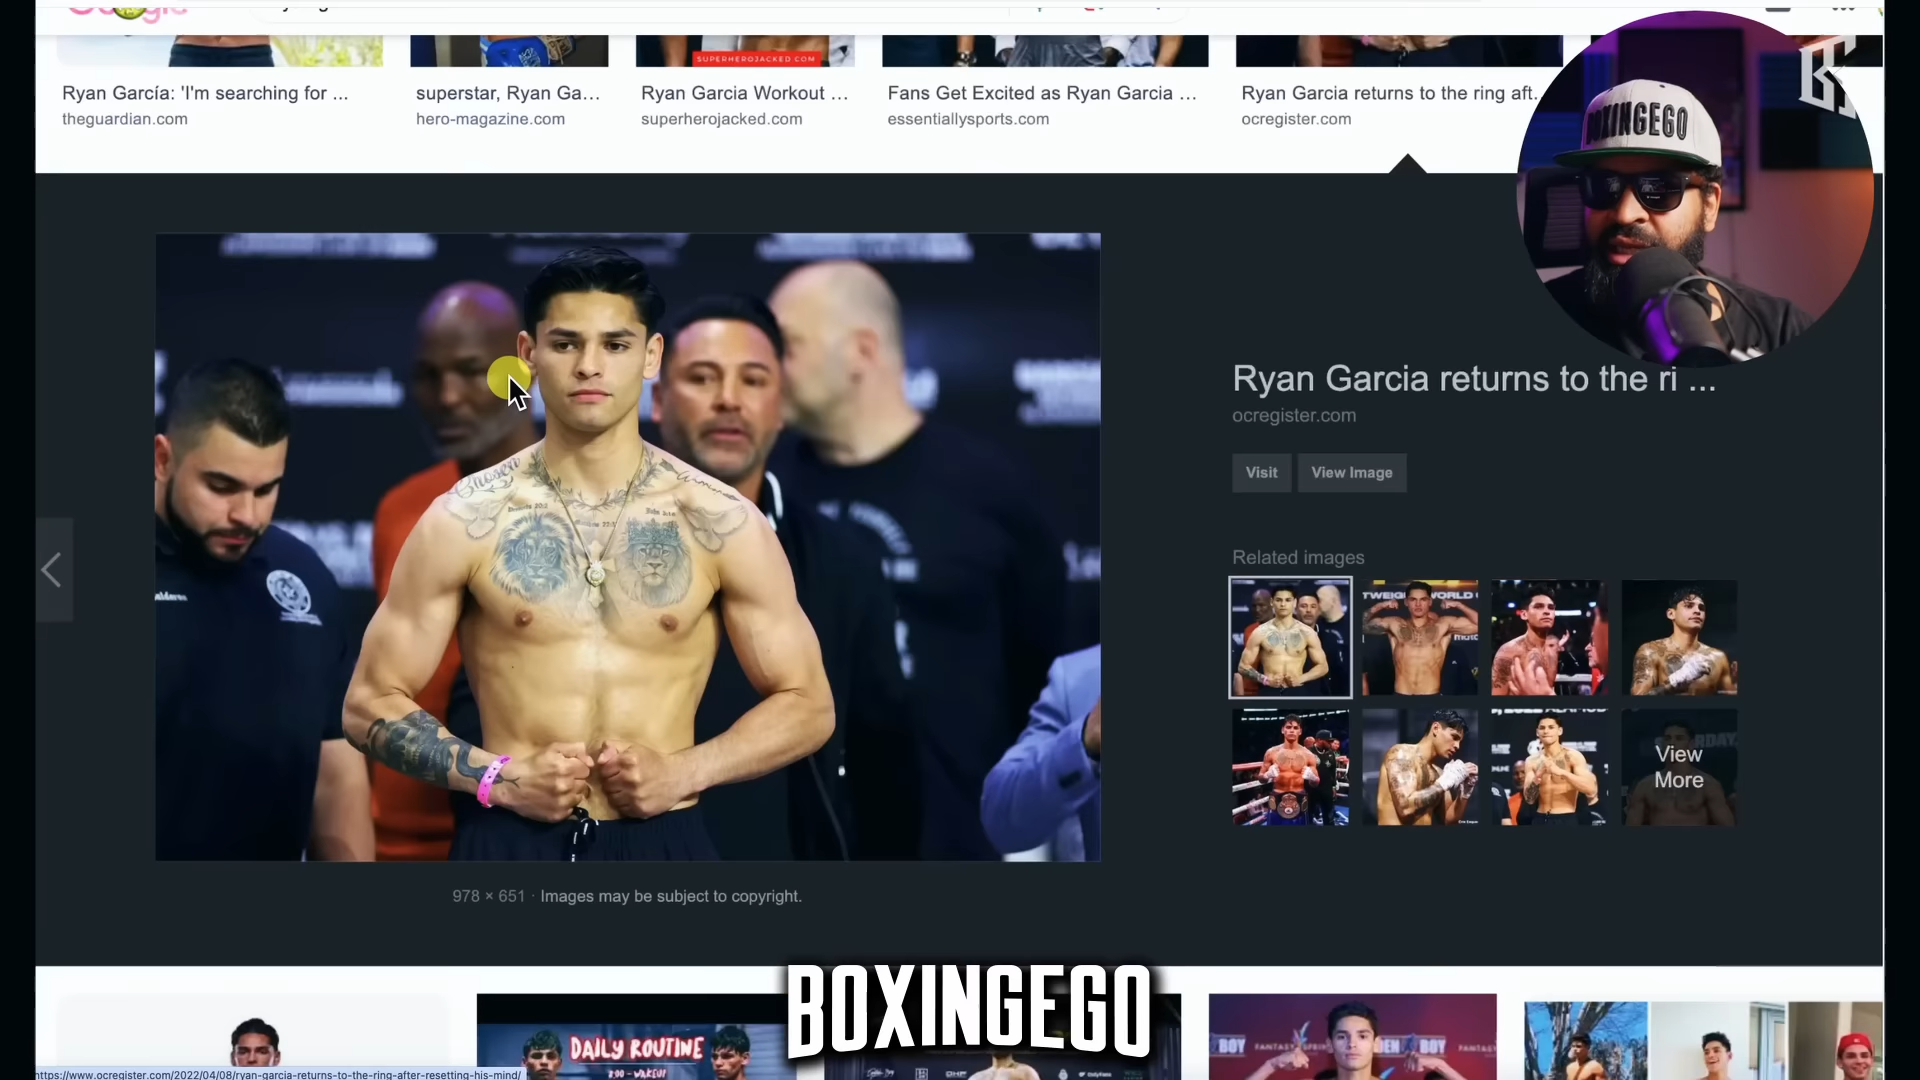 Google
SUPERHEROJACKED.COM
Ryan García: 'I'm searching for ...
theguardian.com
superstar, Ryan Ga...
hero-magazine.com
Ryan Garcia Workout ...
superherojacked.com
Fans Get Excited as Ryan Garcia ...
essentiallysports.com
Ryan Garcia returns to the ring aft.
ocregister.com
BOXINGEGO
Chosen
Ryan Garcia returns to the ri ...
ocregister.com
Visit
View Image
Related images
View
More
978 × 651 · Images may be subject to copyright.
BOXINGEGO
DAILY ROUTINE
BOY
BOY
https://www.ocregister.com/2022/04/08/ryan-garcia-returns-to-the-ring-after-resetting-his-mind/